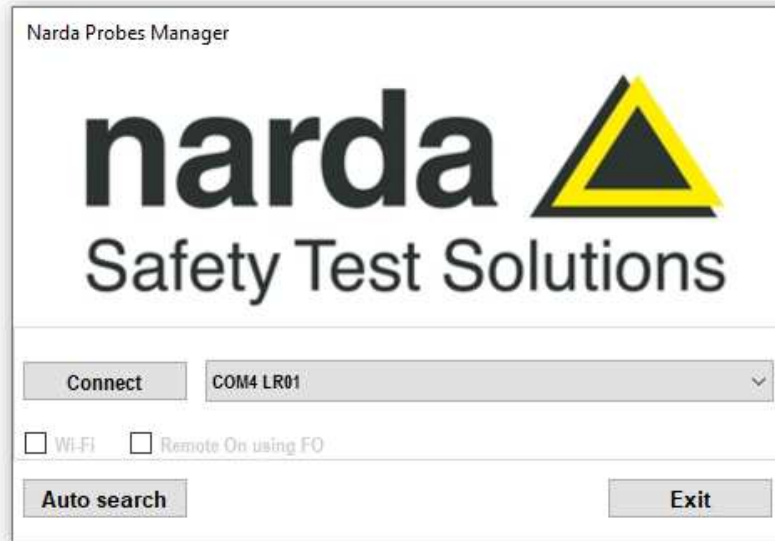 Narda Probes Manager
narda
Safety Test Solutions
Connect COM4 LR01
Wi-Fi Remote On using FO
Auto search Exit